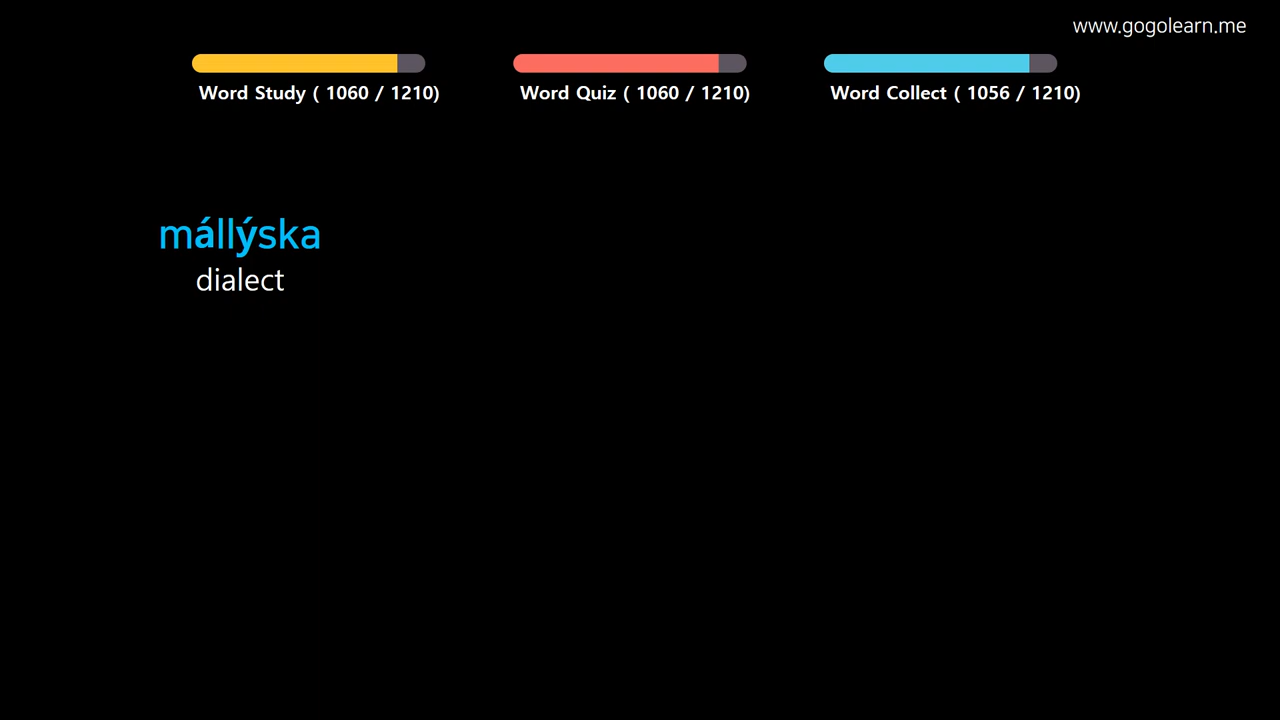 www.gogolearn.me
Word Study ( 1060 / 1210)
Word Quiz ( 1060 / 1210)
Word Collect ( 1056 / 1210)
mállýska
dialect